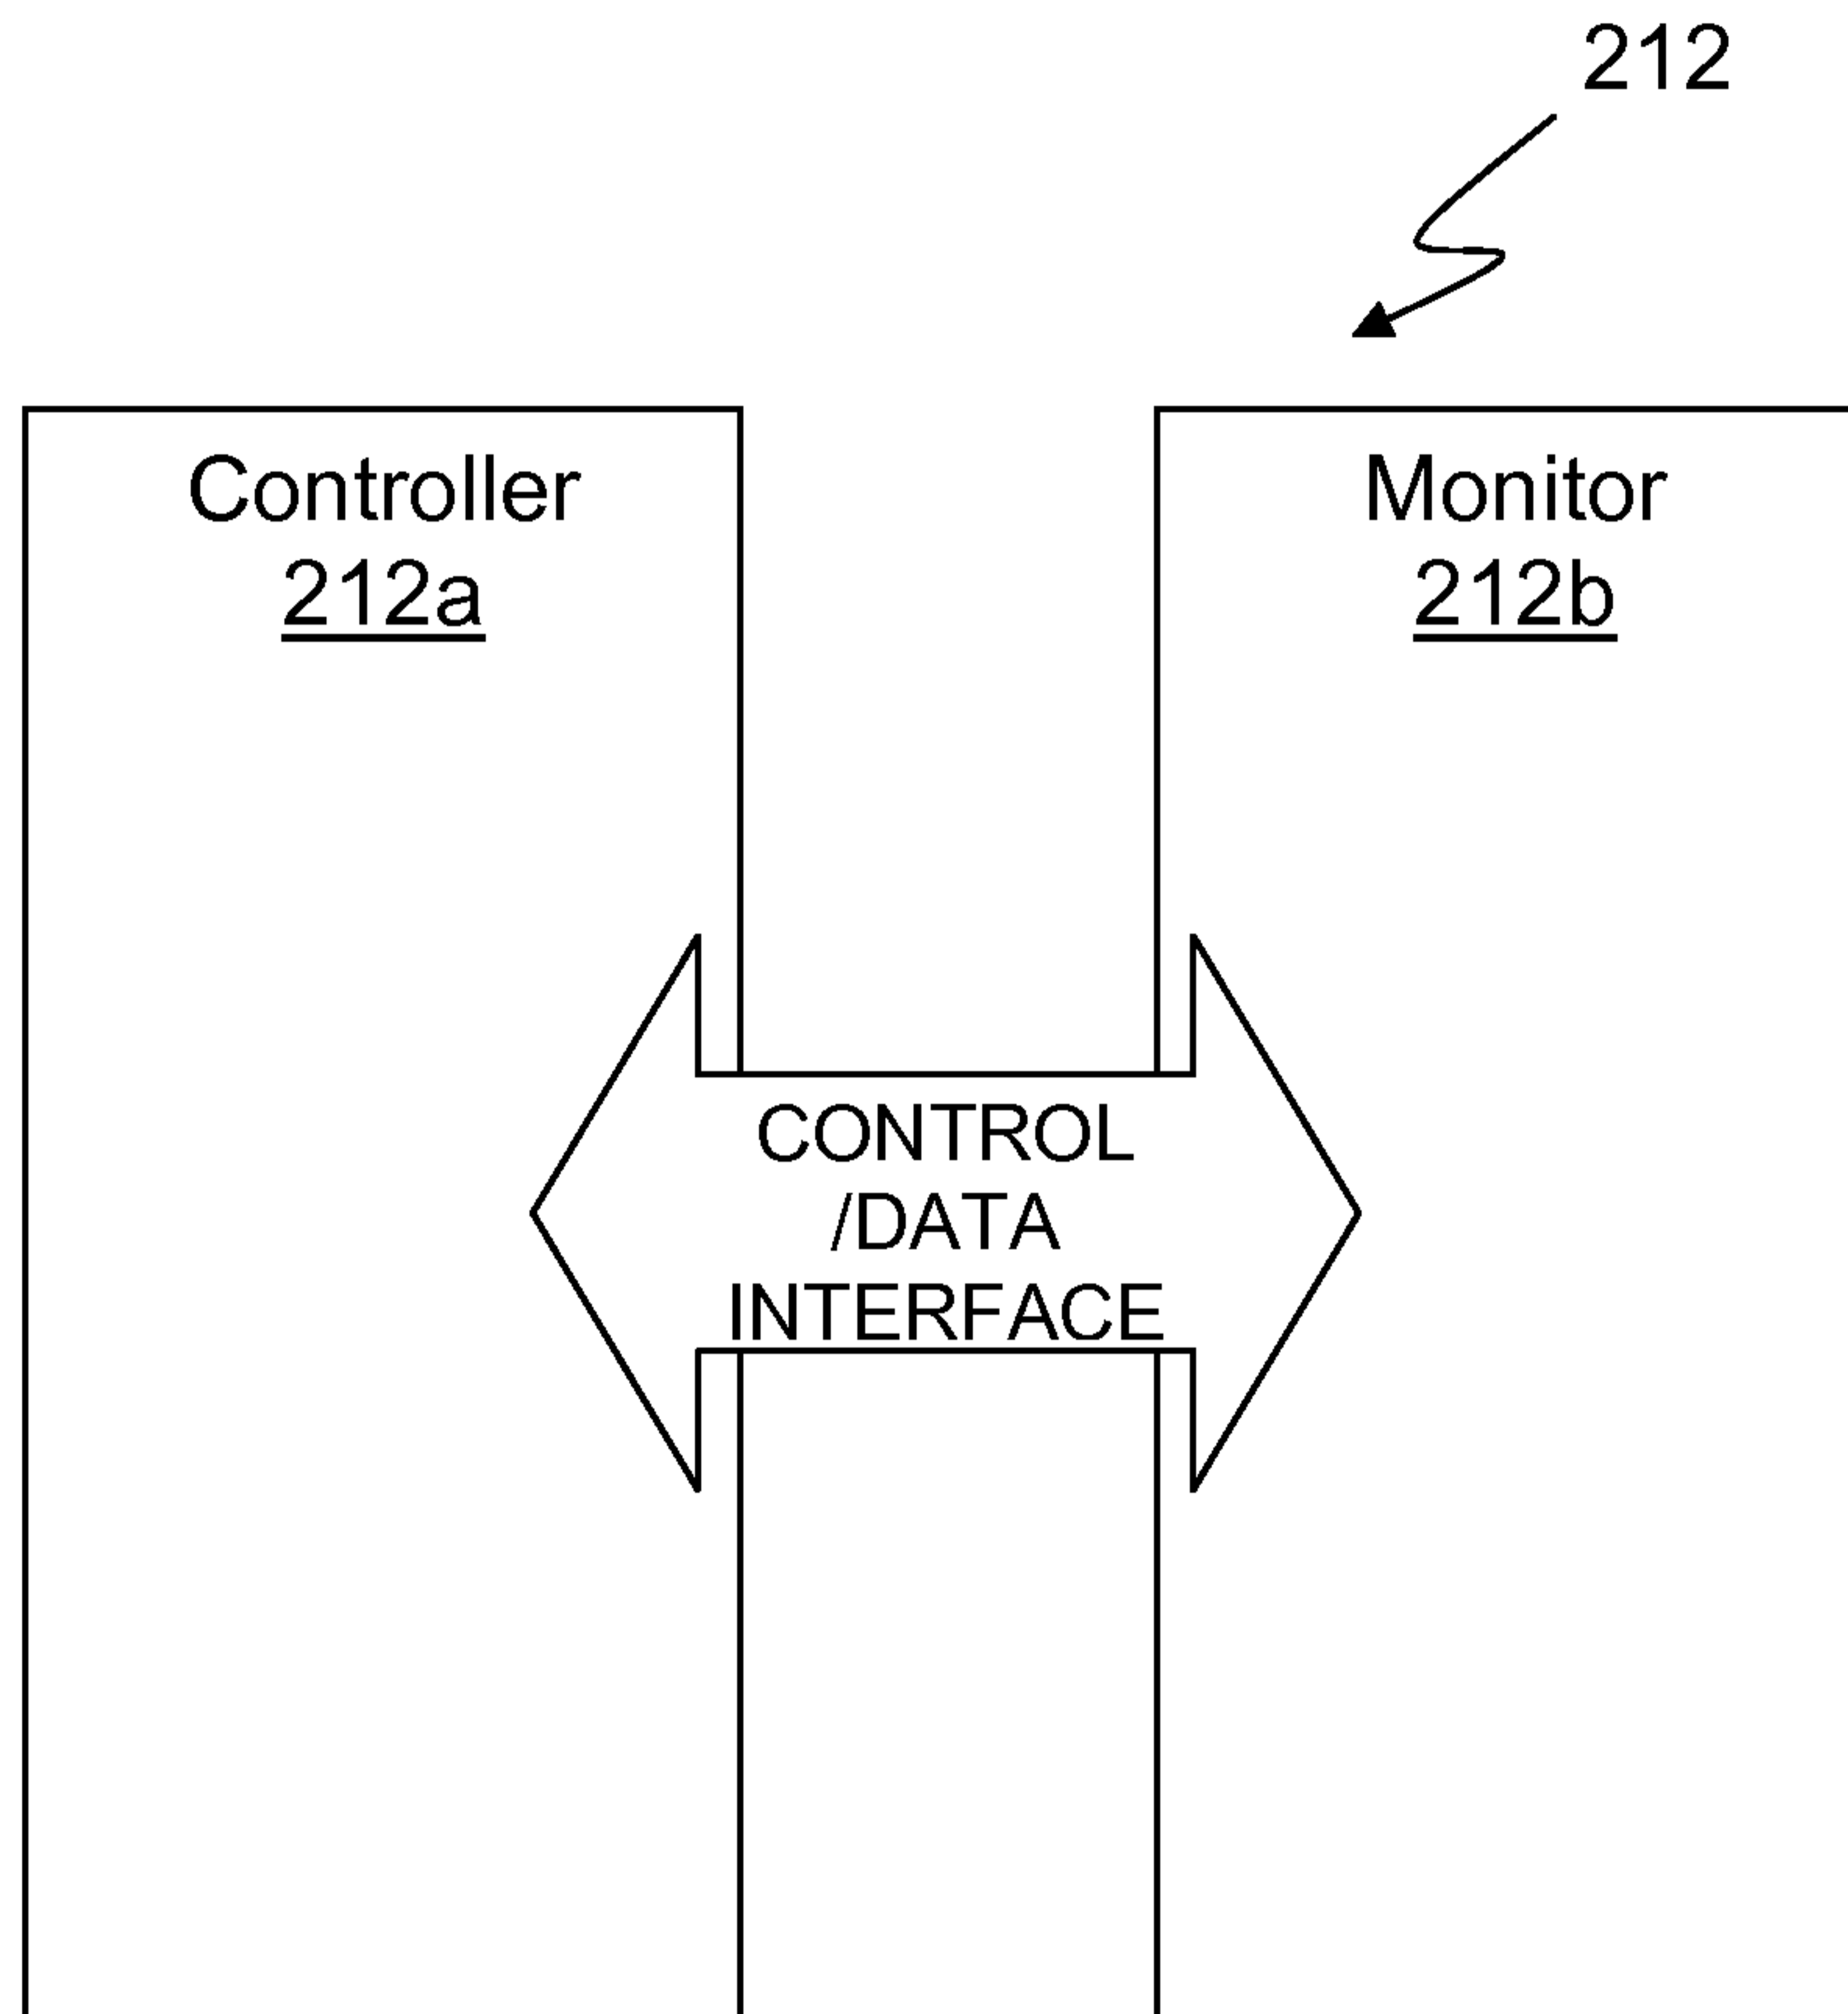 212
Controller
212a
Monitor
212b
CONTROL
/DATA
INTERFACE